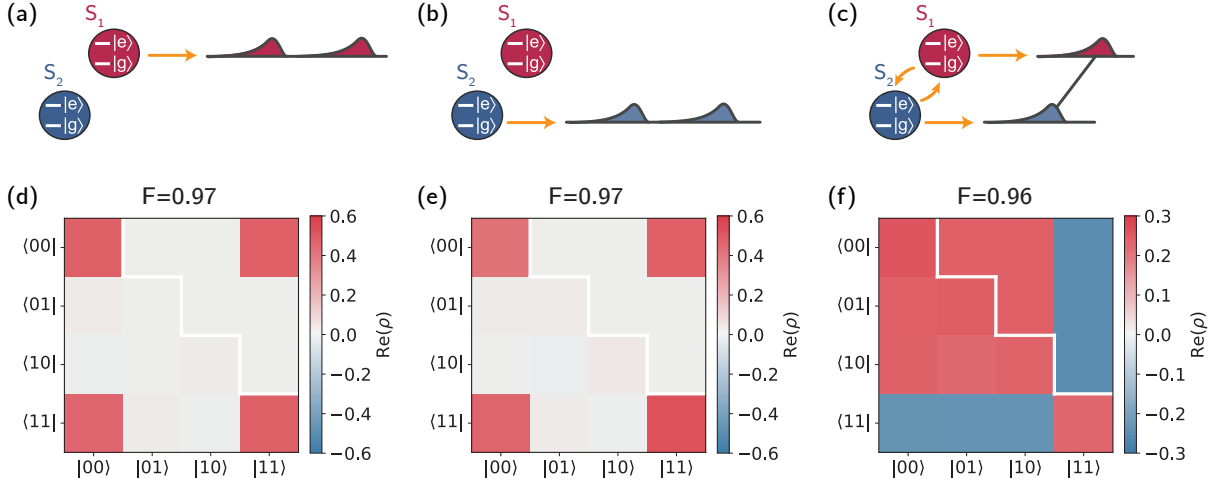 (a)
S₁
|e⟩
|g⟩
S₂
|e⟩
|g⟩
(b)
S₁
|e⟩
|g⟩
S₂
|e⟩
|g⟩
(c)
S₁
|e⟩
|g⟩
S₂
|e⟩
|g⟩
(d)
F=0.97
⟨00|
⟨01|
⟨10|
⟨11|
|00⟩ |01⟩ |10⟩ |11⟩
0.6
0.4
0.2
0.0
−0.2
−0.4
−0.6
Re(ρ)
(e)
F=0.97
⟨00|
⟨01|
⟨10|
⟨11|
|00⟩ |01⟩ |10⟩ |11⟩
0.6
0.4
0.2
0.0
−0.2
−0.4
−0.6
Re(ρ)
(f)
F=0.96
⟨00|
⟨01|
⟨10|
⟨11|
|00⟩ |01⟩ |10⟩ |11⟩
0.3
0.2
0.1
0.0
−0.1
−0.2
−0.3
Re(ρ)